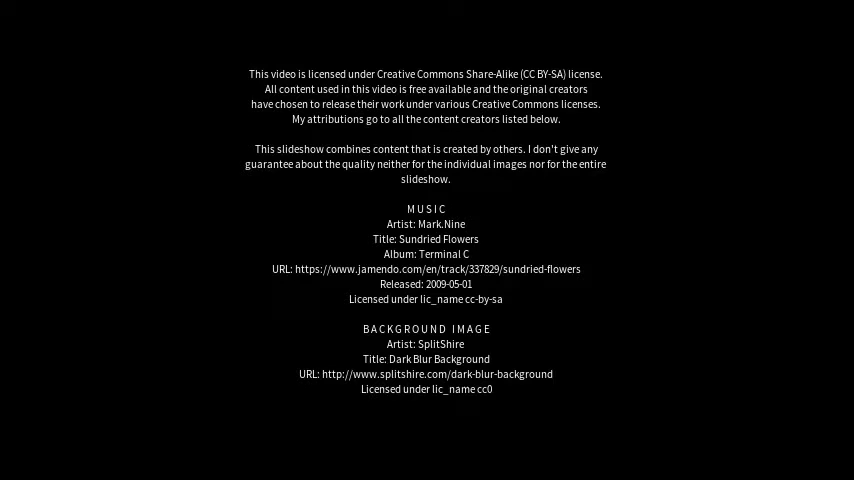 This video is licensed under Creative Commons Share-Alike (CC BY-SA) license.
All content used in this video is free available and the original creators
have chosen to release their work under various Creative Commons licenses.
My attributions go to all the content creators listed below.
This slideshow combines content that is created by others. I don't give any
guarantee about the quality neither for the individual images nor for the entire
slideshow.
MUSIC
Artist: Mark.Nine
Title: Sundried Flowers
Album: Terminal C
URL: https://www.jamendo.com/en/track/337829/sundried-flowers
Released: 2009-05-01
Licensed under lic_name cc-by-sa
BACKGROUND IMAGE
Artist: SplitShire
Title: Dark Blur Background
URL: http://www.splitshire.com/dark-blur-background
Licensed under lic_name cc0